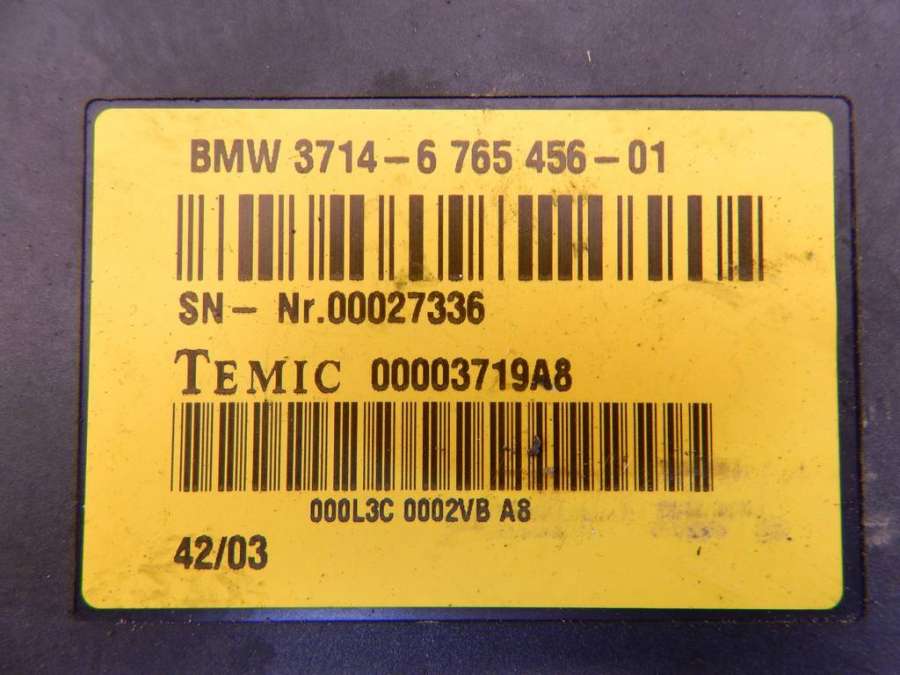 BMW 3714-6 765 456-01
SN- Nr.00027336
TEMIC 00003719A8
000L3C 0002VB A8
42/03